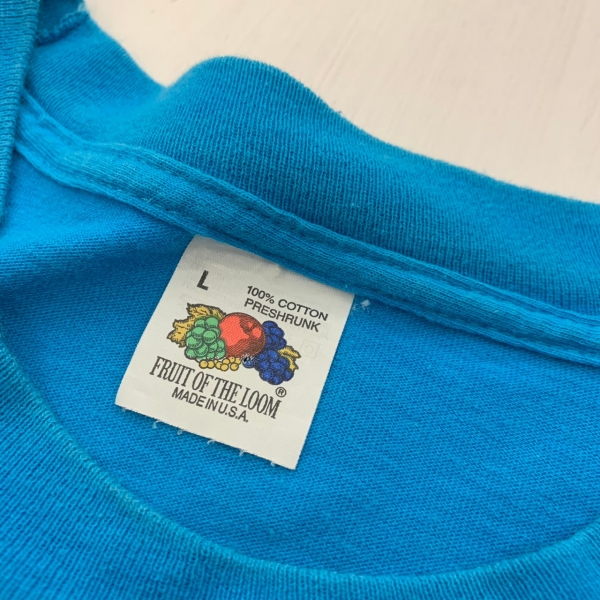 L
100% COTTON
PRESHRUNK
FRUIT OF THE LOOM®
MADE IN U.S.A.